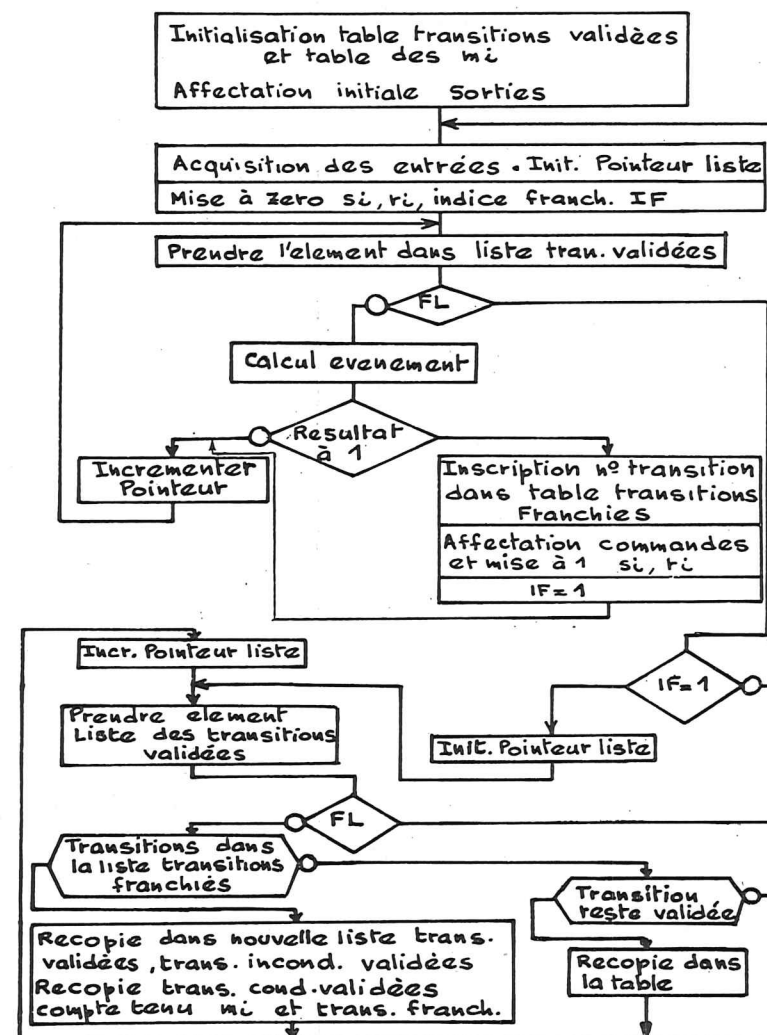 Initialisation table transitions validèes
et table des mi
Affectation initiale Sorties
Acquisition des entrées. Init. Pointeur liste
Mise à zero si, ri, indice franch. IF
Prendre l'element dans liste tran. validées
FL
Calcul evenement
Resultat
à 1
Incrementer
Pointeur
Inscription nº transition
dans table transitions
Franchies
Affectation commandes
et mise à 1 si, ri
IF=1
Incr. Pointeur liste
IF=1
Prendre element
Liste des transitions
validées
Init. Pointeur liste
FL
Transitions dans
la liste transitions
franchiés
Transition
reste validée
Recopie dans nouvelle liste trans.
validées, trans. incond. validées
Recopie trans. cond. validées
compte tenu mi et trans. franch.
Recopie dans
la table